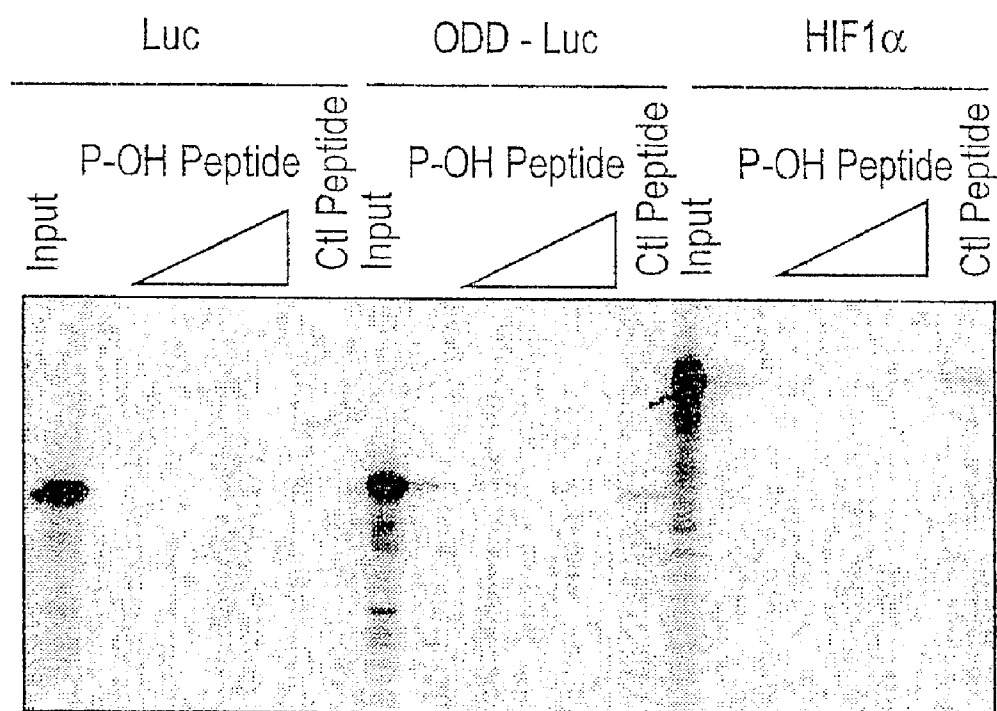 Luc ODD - Luc HIF1α
Input P-OH Peptide Ctl Peptide Input P-OH Peptide Ctl Peptide Input P-OH Peptide Ctl Peptide